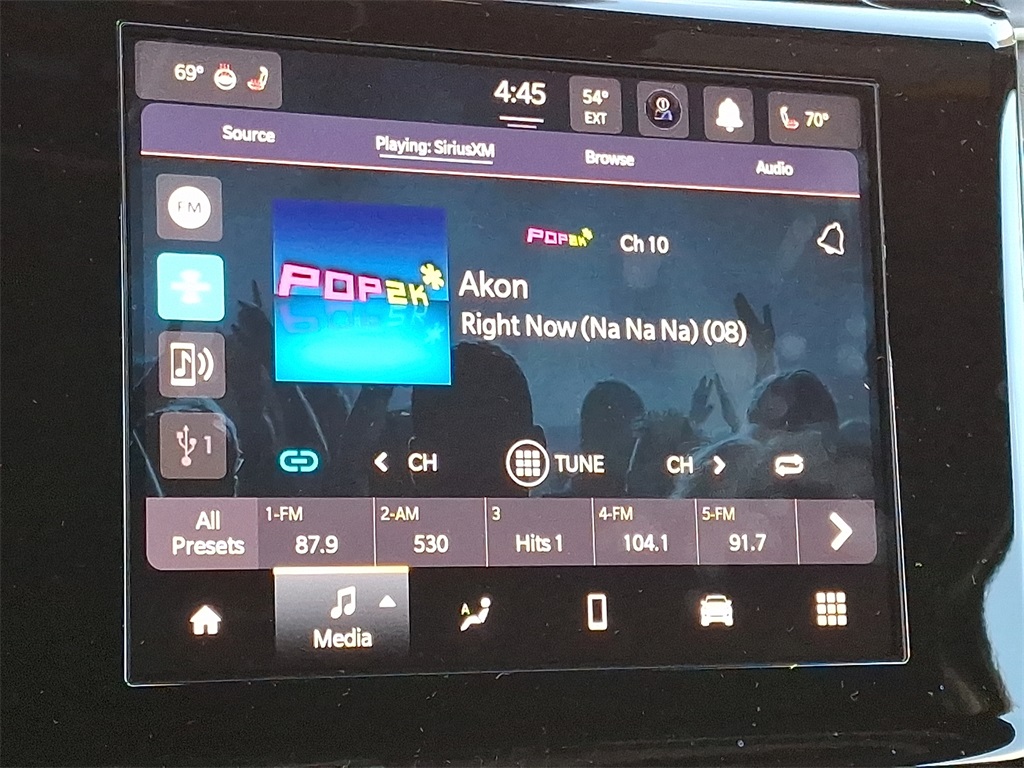 69°
4:45
54°
EXT
70°
Source
Playing: SiriusXM
Browse
Audio
FM
POP2K*
POP2K*
Ch 10
Akon
Right Now (Na Na Na) (08)
1
CH
TUNE
CH
All
Presets
1-FM
87.9
2-AM
530
3
Hits 1
4-FM
104.1
5-FM
91.7
A
Media